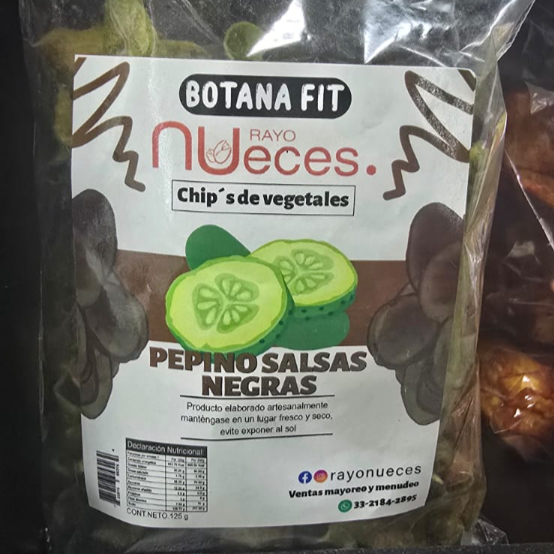 BOTANA FIT
RAYO
nueces.
Chip´s de vegetales
PEPINO SALSAS
NEGRAS
Producto elaborado artesanalmente
manténgase en un lugar fresco y seco,
evite exponer al sol
Declaración Nutricional
CONT.NETO.125 g
rayonueces
Ventas mayoreo y menudeo
33-2184-2895